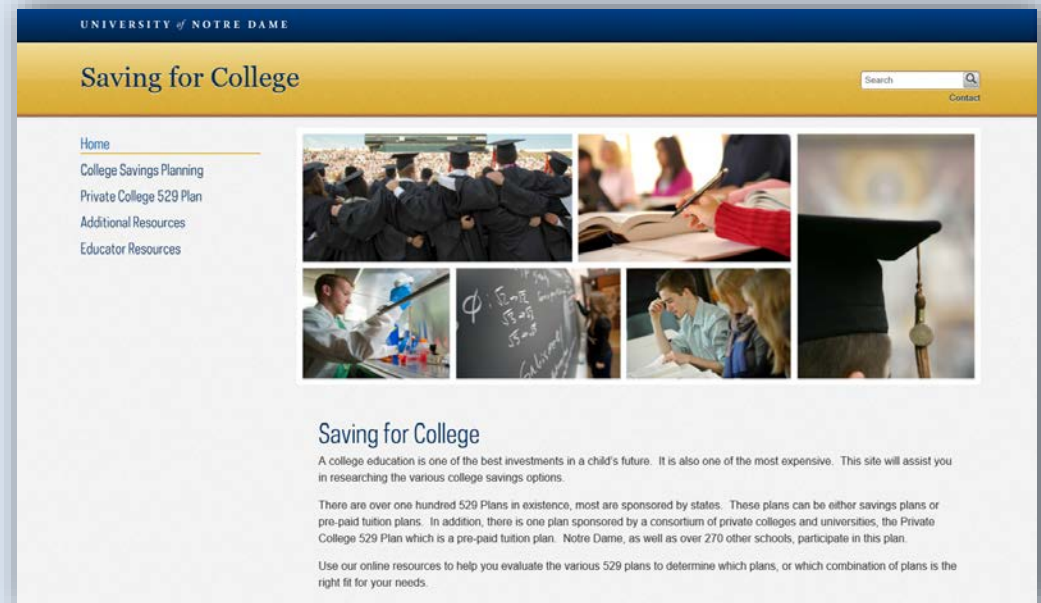 UNIVERSITY of NOTRE DAME
Saving for College
Search
Contact
Home
College Savings Planning
Private College 529 Plan
Additional Resources
Educator Resources
Saving for College
A college education is one of the best investments in a child's future. It is also one of the most expensive. This site will assist you
in researching the various college savings options.
There are over one hundred 529 Plans in existence, most are sponsored by states. These plans can be either savings plans or
pre-paid tuition plans. In addition, there is one plan sponsored by a consortium of private colleges and universities, the Private
College 529 Plan which is a pre-paid tuition plan. Notre Dame, as well as over 270 other schools, participate in this plan.
Use our online resources to help you evaluate the various 529 plans to determine which plans, or which combination of plans is the
right fit for your needs.